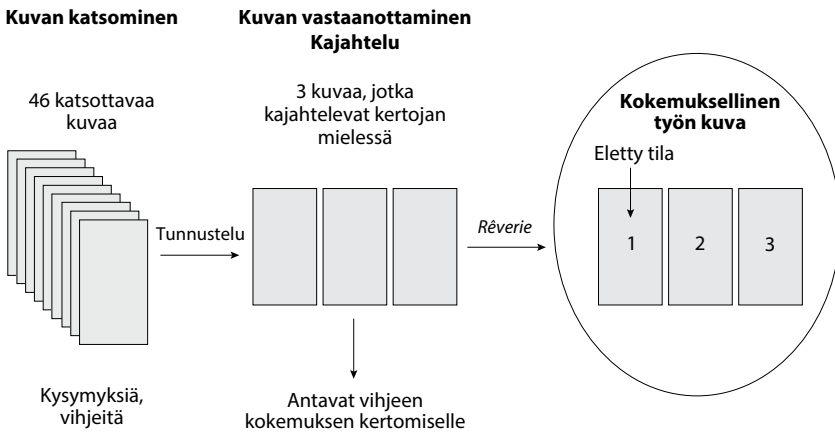 Kuvan katsominen
46 katsottavaa
kuvaa
Kysymyksiä,
vihjeitä
Tunnustelu
Kuvan vastaanottaminen
Kajahtelu
3 kuvaa, jotka
kajahtelevat kertojan
mielessä
Antavat vihjeen
kokemuksen kertomiselle
Rêverie
Kokemuksellinen
työn kuva
Eletty tila
1
2
3